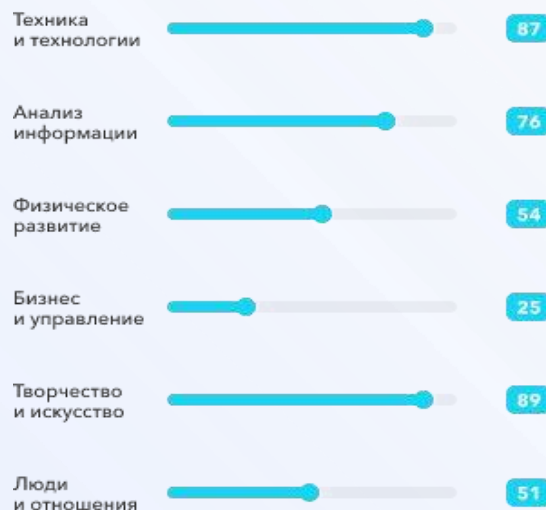 Техника
и технологии
87
Анализ
информации
76
Физическое
развитие
54
Бизнес
и управление
25
Творчество
и искусство
89
Люди
и отношения
51